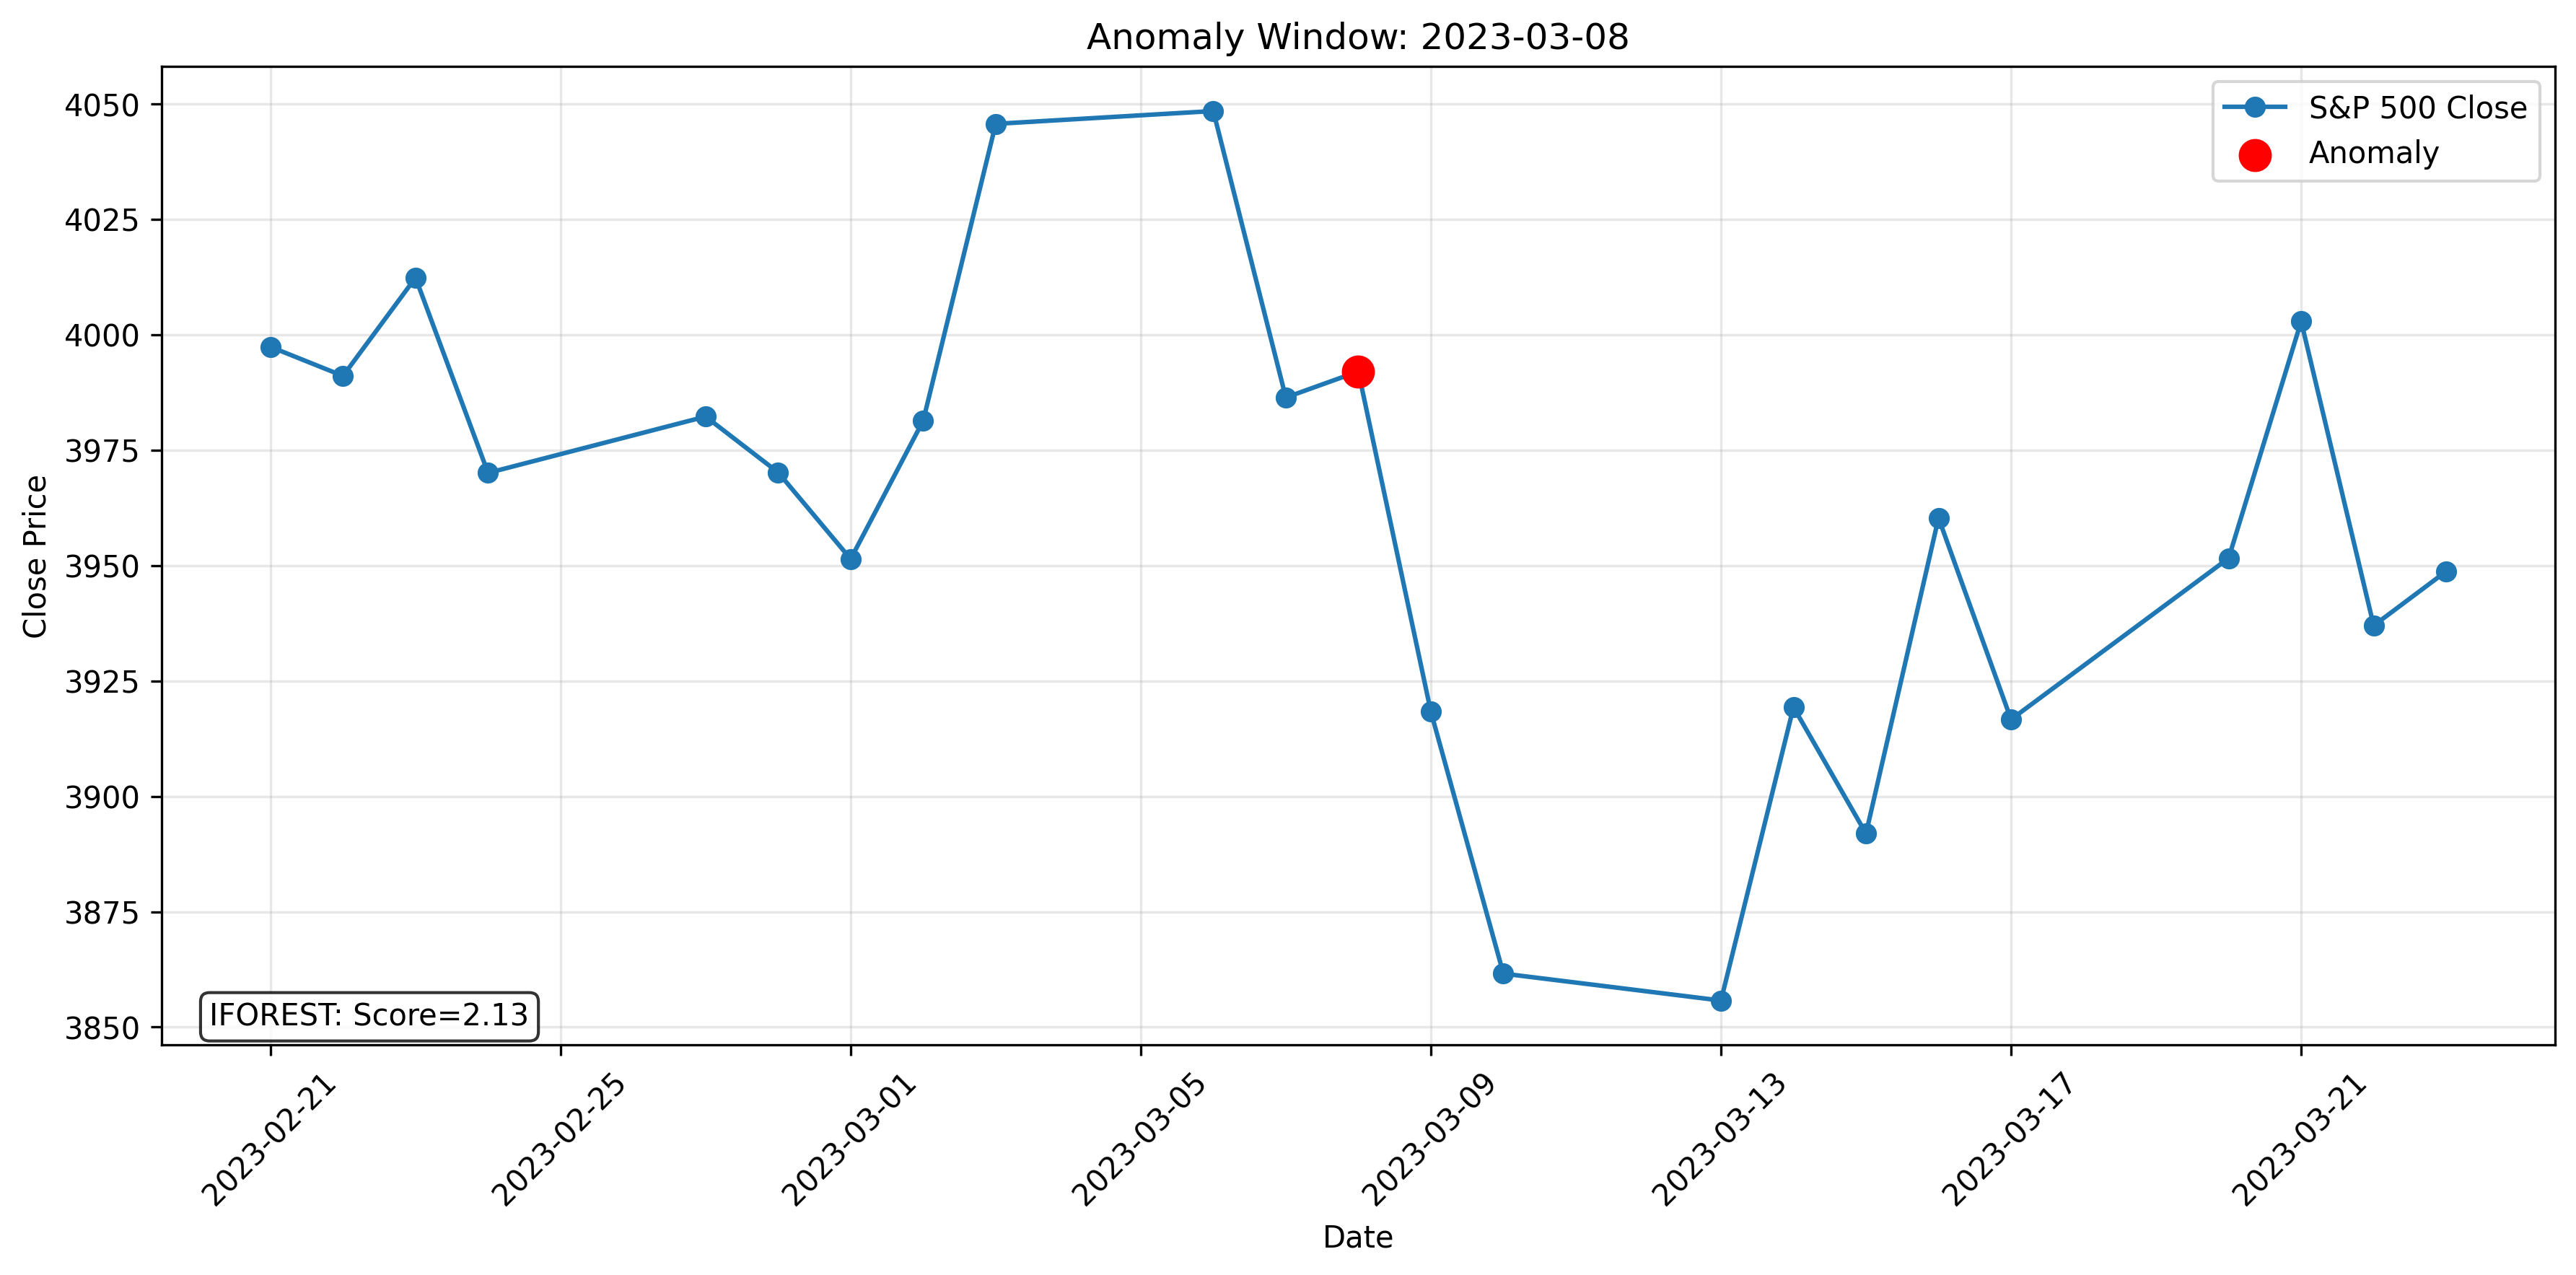 Anomaly Window: 2023-03-08
S&P 500 Close
Anomaly
4050
4025
4000
3975
3950
3925
3900
3875
3850
Close Price
IFOREST: Score=2.13
2023-02-21
2023-02-25
2023-03-01
2023-03-05
2023-03-09
2023-03-13
2023-03-17
2023-03-21
Date